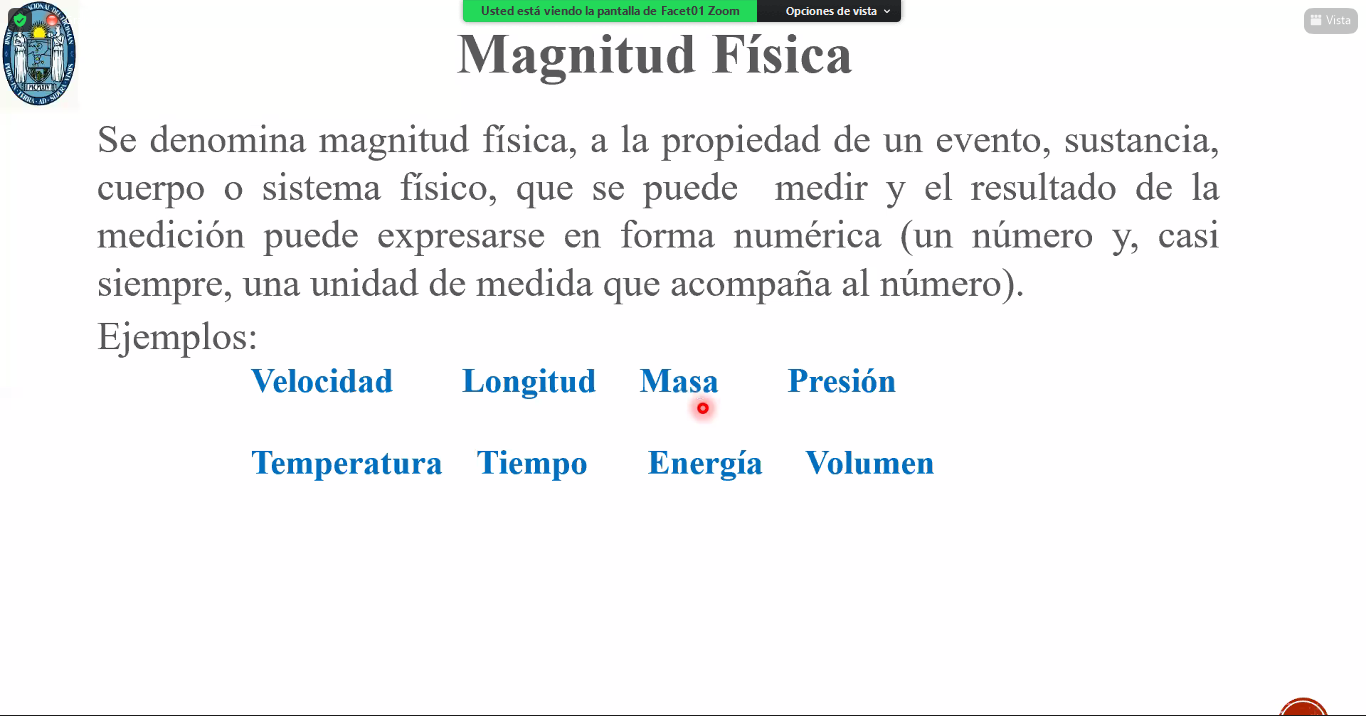 Usted está viendo la pantalla de Facet01 Zoom
Opciones de vista
Vista
Magnitud Física
Se denomina magnitud física, a la propiedad de un evento, sustancia,
cuerpo o sistema físico, que se puede medir y el resultado de la
medición puede expresarse en forma numérica (un número y, casi
siempre, una unidad de medida que acompaña al número).
Ejemplos:
Velocidad Longitud Masa Presión
Temperatura Tiempo Energía Volumen